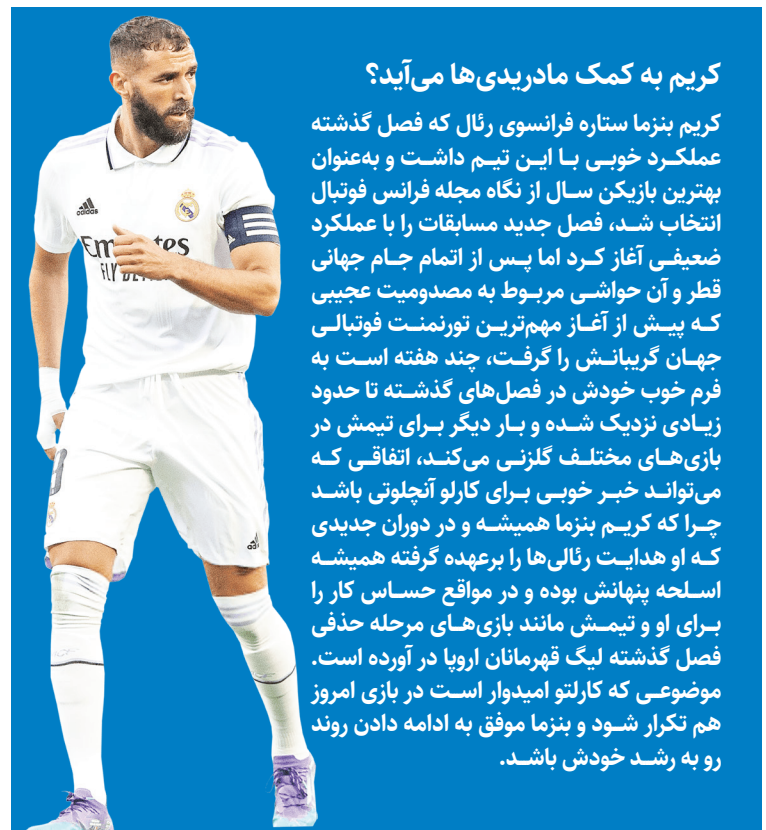 کریم به کمک مادریدی‌ها می‌آید؟
کریم بنزما ستاره فرانسوی رئال که فصل گذشته
عملکرد خوبی با این تیم داشت و به‌عنوان
بهترین بازیکن سال از نگاه مجله فرانس فوتبال
انتخاب شد، فصل جدید مسابقات را با عملکرد
ضعیفی آغاز کرد اما پس از اتمام جام جهانی
قطر و آن حواشی مربوط به مصدومیت عجیبی
که پیش از آغاز مهم‌ترین تورنمنت فوتبالی
جهان گریبانش را گرفت، چند هفته است به
فرم خوب خودش در فصل‌های گذشته تا حدود
زیادی نزدیک شده و بار دیگر برای تیمش در
بازی‌های مختلف گلزنی می‌کند، اتفاقی که
می‌تواند خبر خوبی برای کارلو آنچلوتی باشد
چرا که کریم بنزما همیشه و در دوران جدیدی
که او هدایت رئالی‌ها را برعهده گرفته همیشه
اسلحه پنهانش بوده و در مواقع حساس کار را
برای او و تیمش مانند بازی‌های مرحله حذفی
فصل گذشته لیگ قهرمانان اروپا در آورده است.
موضوعی که کارلتو امیدوار است در بازی امروز
هم تکرار شود و بنزما موفق به ادامه دادن روند
رو به رشد خودش باشد.
adidas
FLY